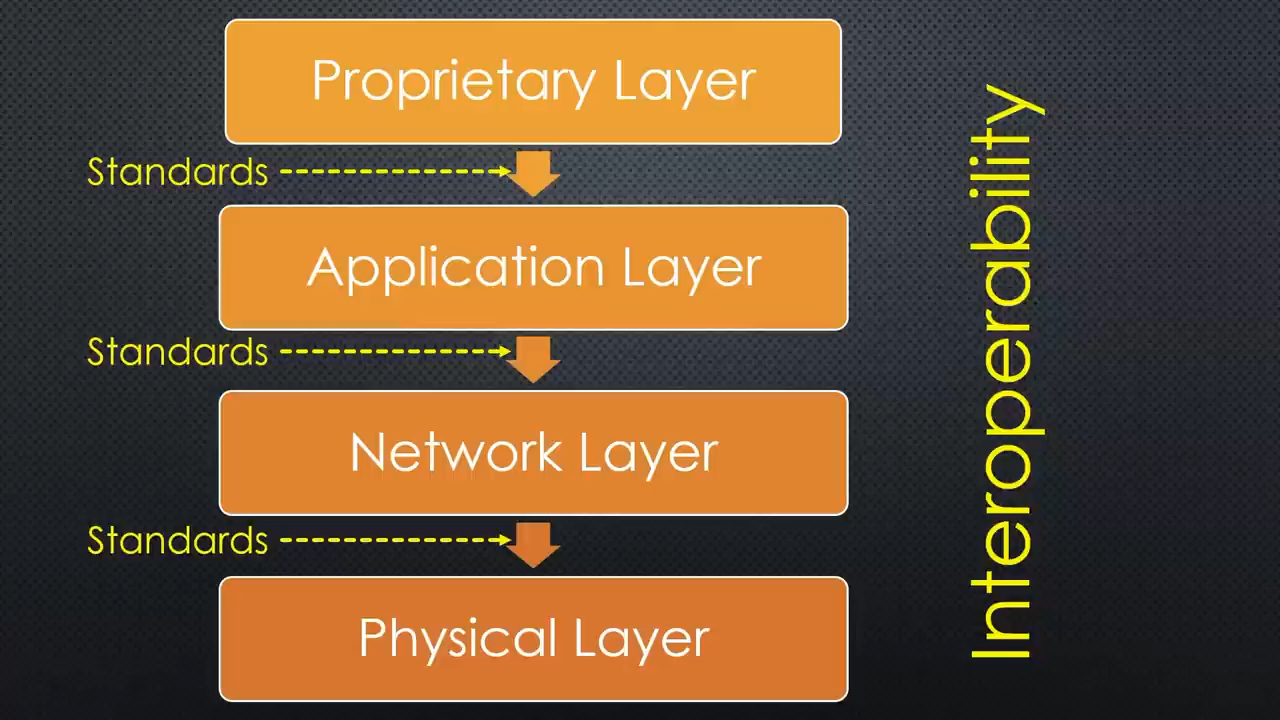 Proprietary Layer
Standards
Application Layer
Standards
Network Layer
Standards
Physical Layer
Interoperability